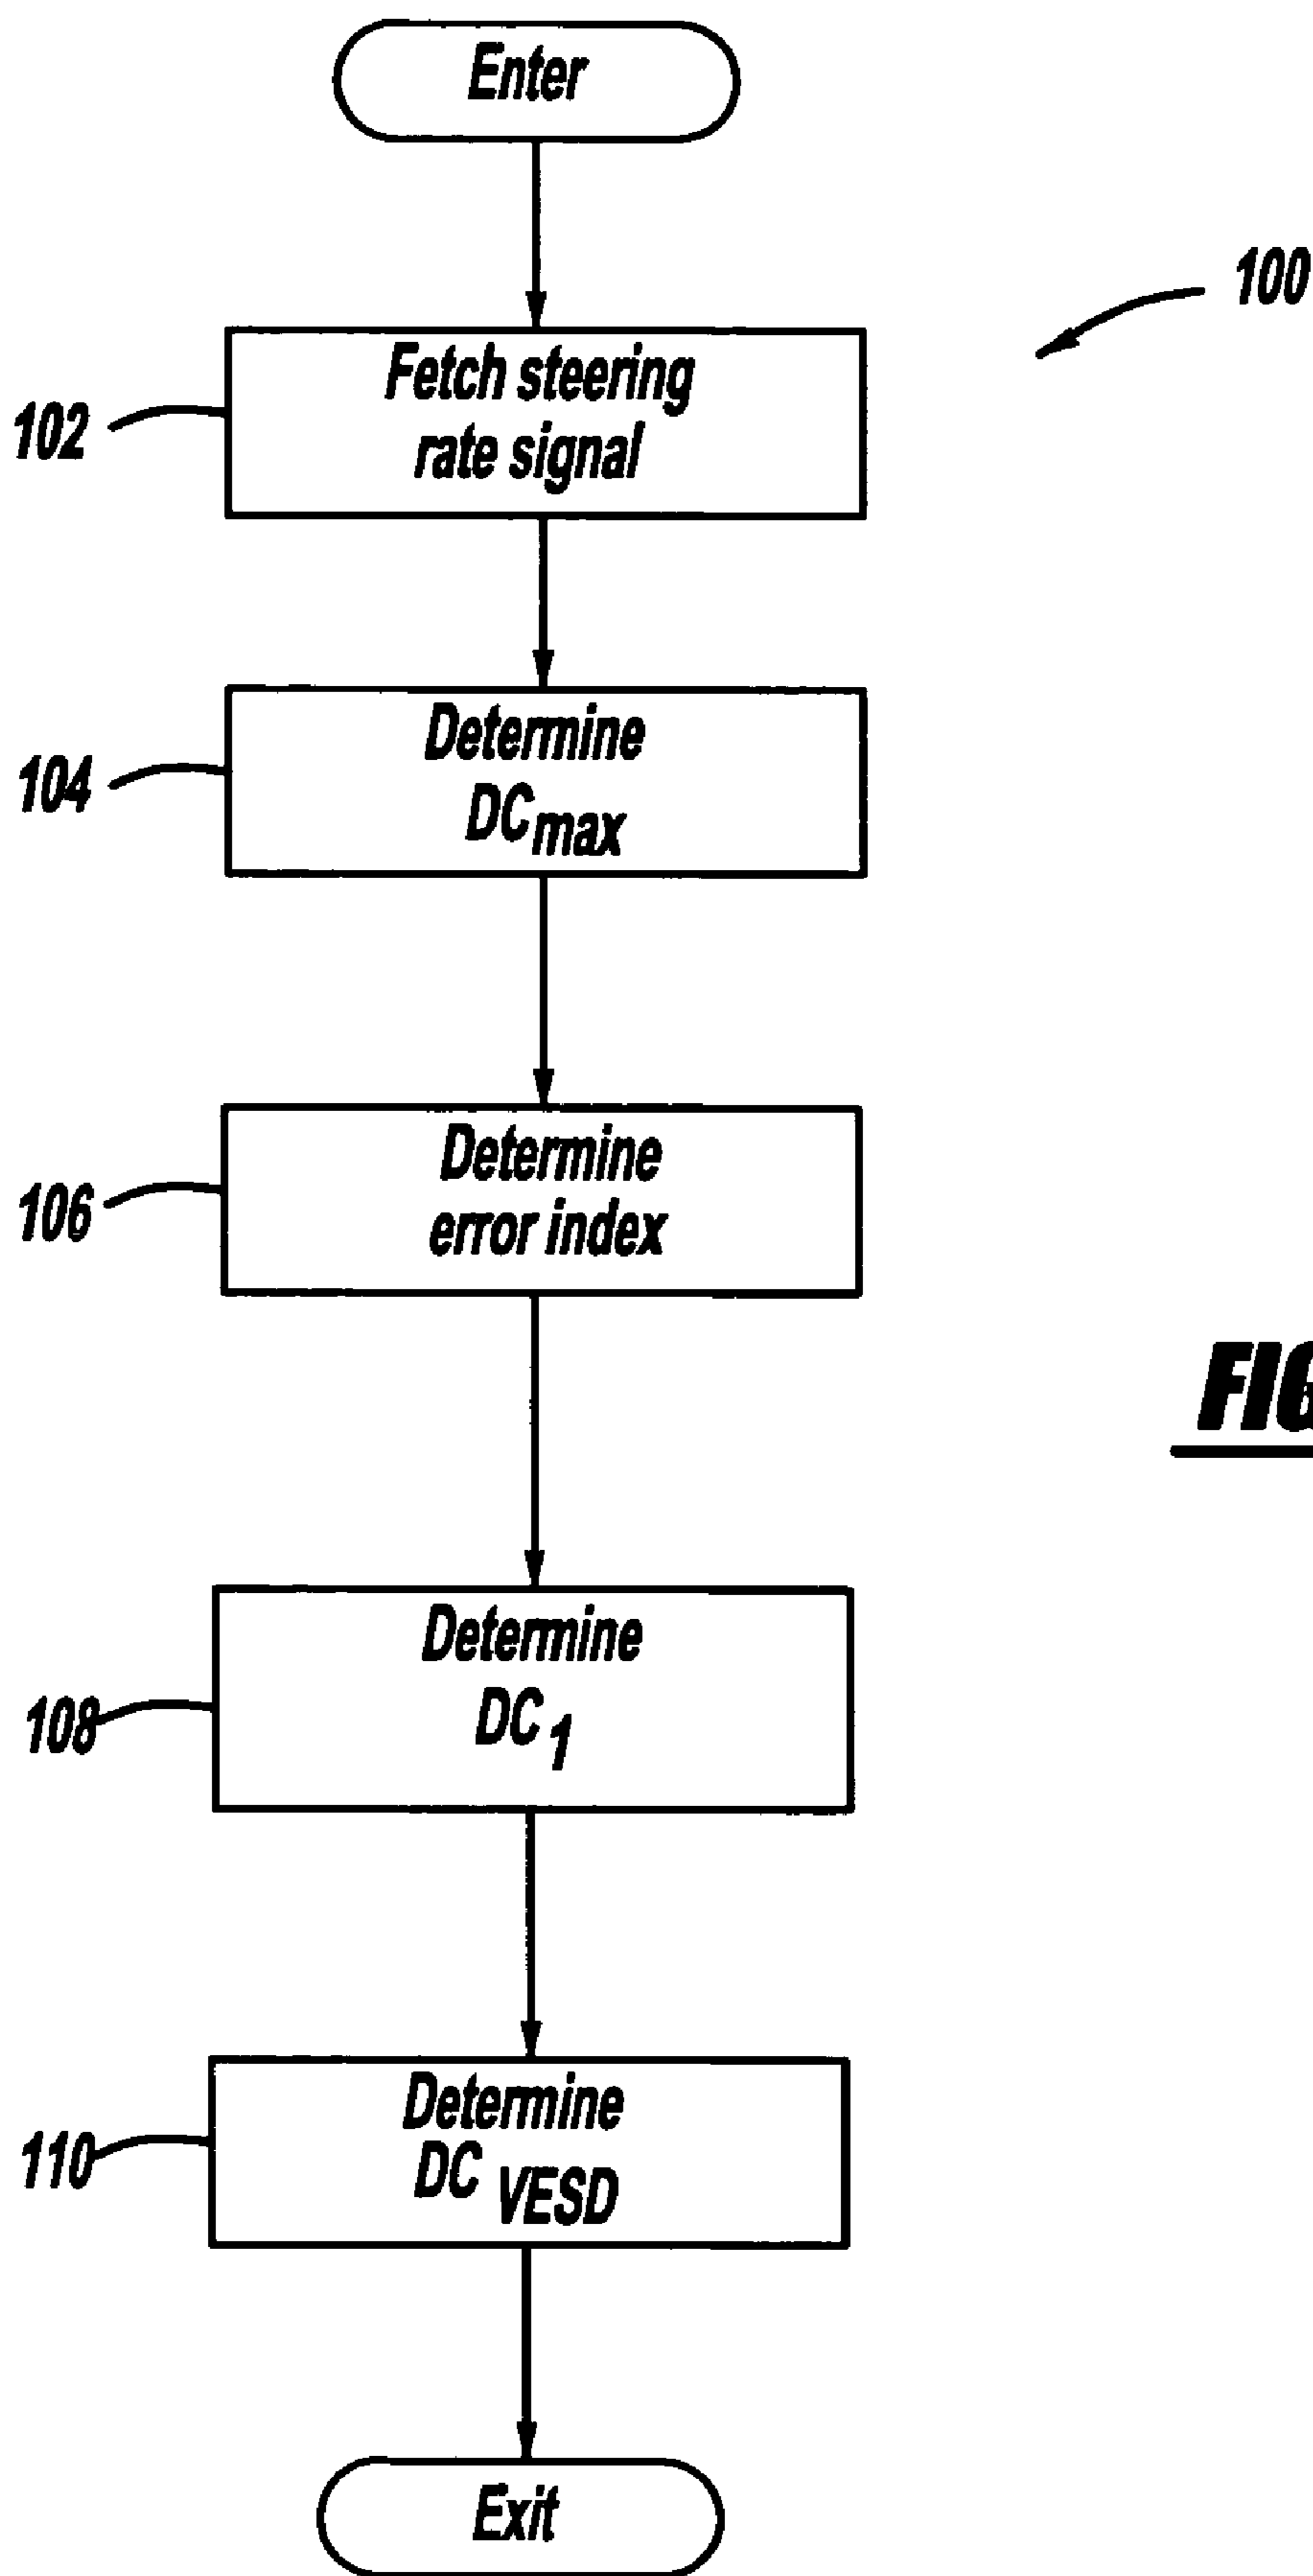 Enter
100
Fetch steering
rate signal
102
Determine
DCmax
104
Determine
error index
106
Determine
DC1
108
Determine
DC VESD
110
Exit